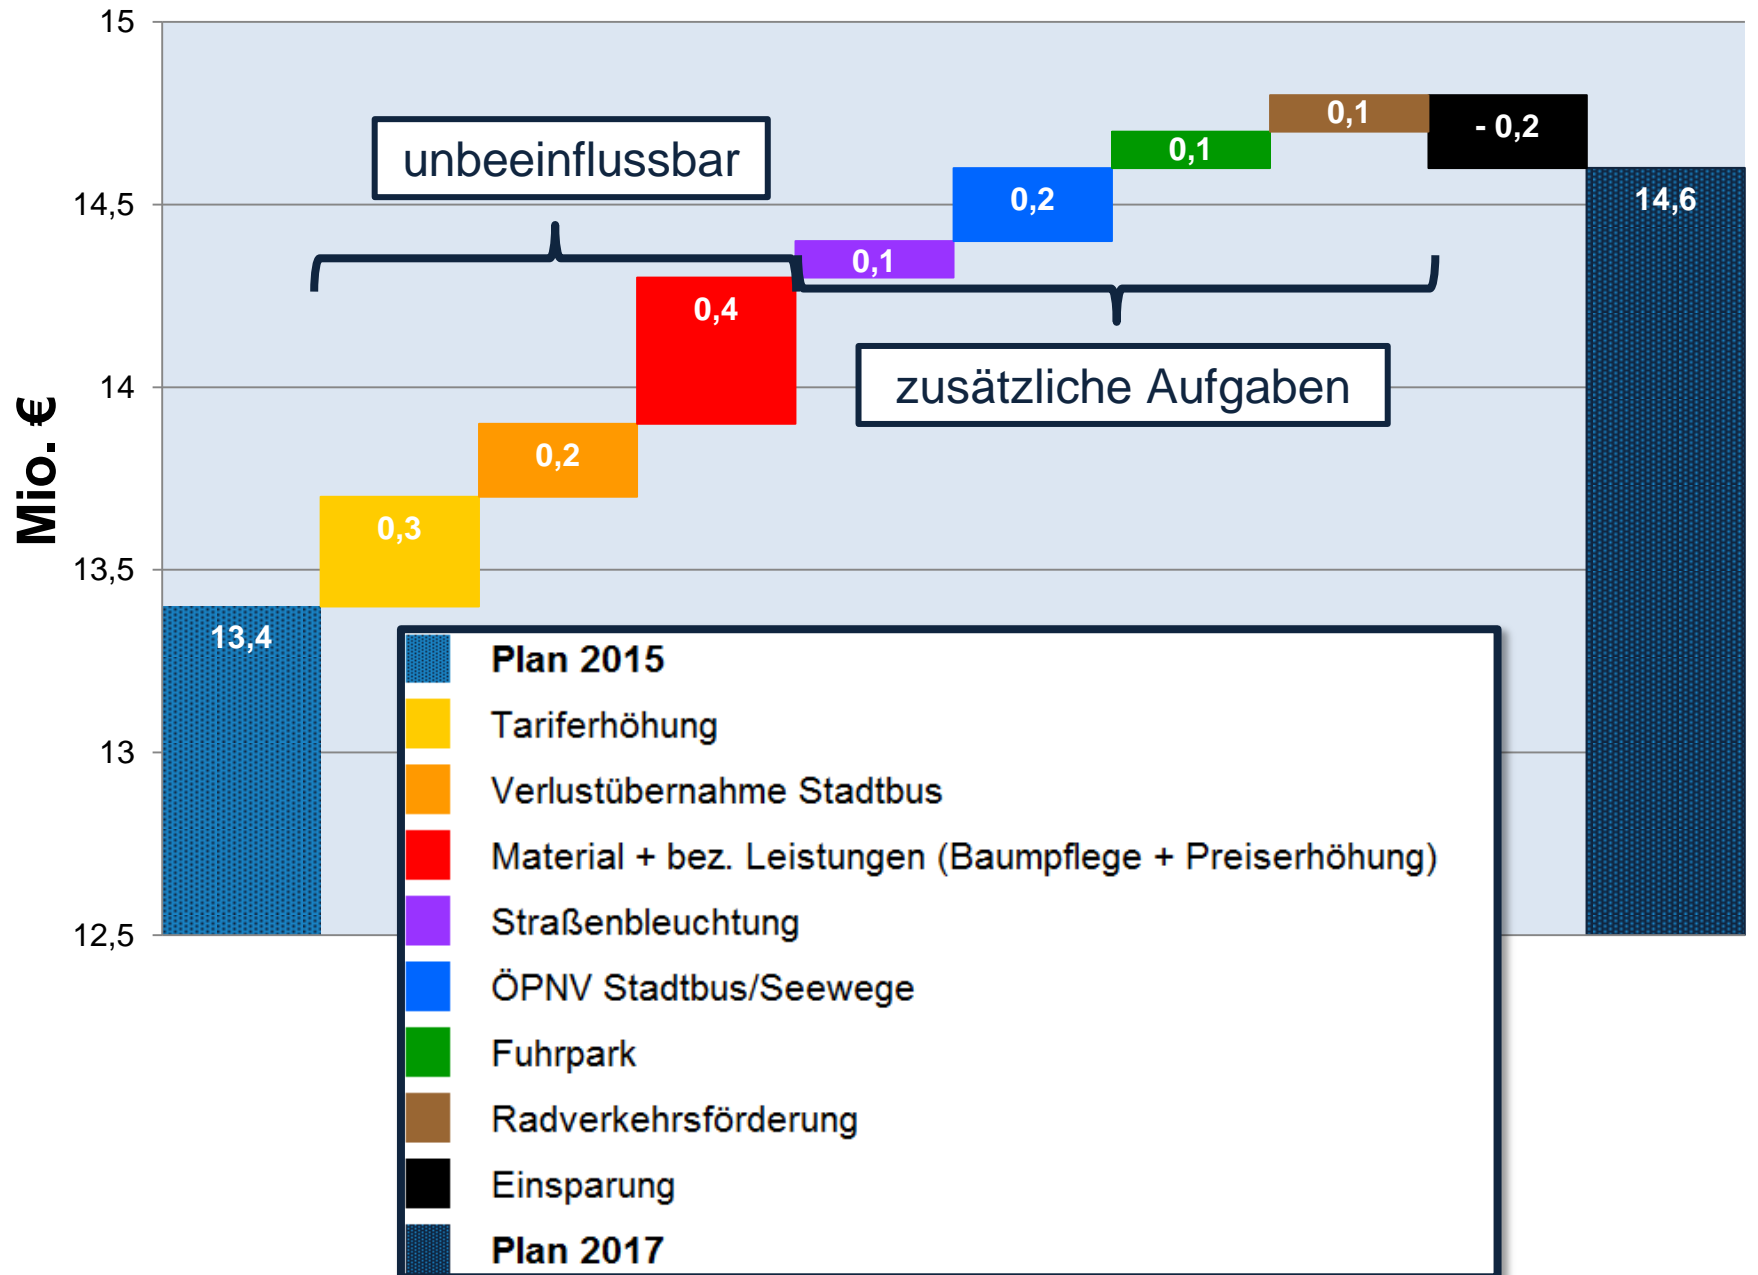 Mio. €
15
14,5
14
13,5
13
12,5
unbeeinflussbar
zusätzliche Aufgaben
13,4
0,3
0,2
0,4
0,1
0,2
0,1
0,1
- 0,2
14,6
Plan 2015
Tariferhöhung
Verlustübernahme Stadtbus
Material + bez. Leistungen (Baumpflege + Preiserhöhung)
Straßenbleuchtung
ÖPNV Stadtbus/Seewege
Fuhrpark
Radverkehrsförderung
Einsparung
Plan 2017